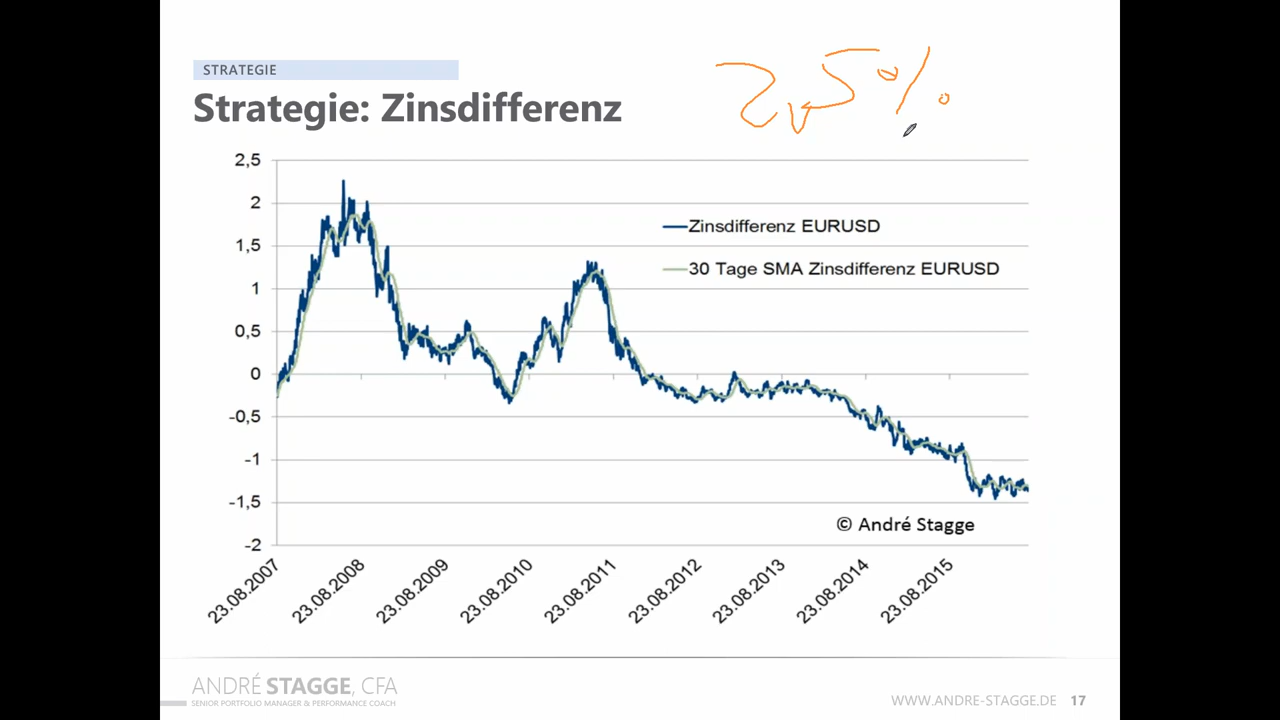 STRATEGIE
2,5%
Strategie: Zinsdifferenz
2,5
2
1,5
1
0,5
0
-0,5
-1
-1,5
-2
Zinsdifferenz EURUSD
30 Tage SMA Zinsdifferenz EURUSD
© André Stagge
23.08.2007
23.08.2008
23.08.2009
23.08.2010
23.08.2011
23.08.2012
23.08.2013
23.08.2014
23.08.2015
ANDRÉ STAGGE, CFA
SENIOR PORTFOLIO MANAGER & PERFORMANCE COACH
WWW.ANDRE-STAGGE.DE 17